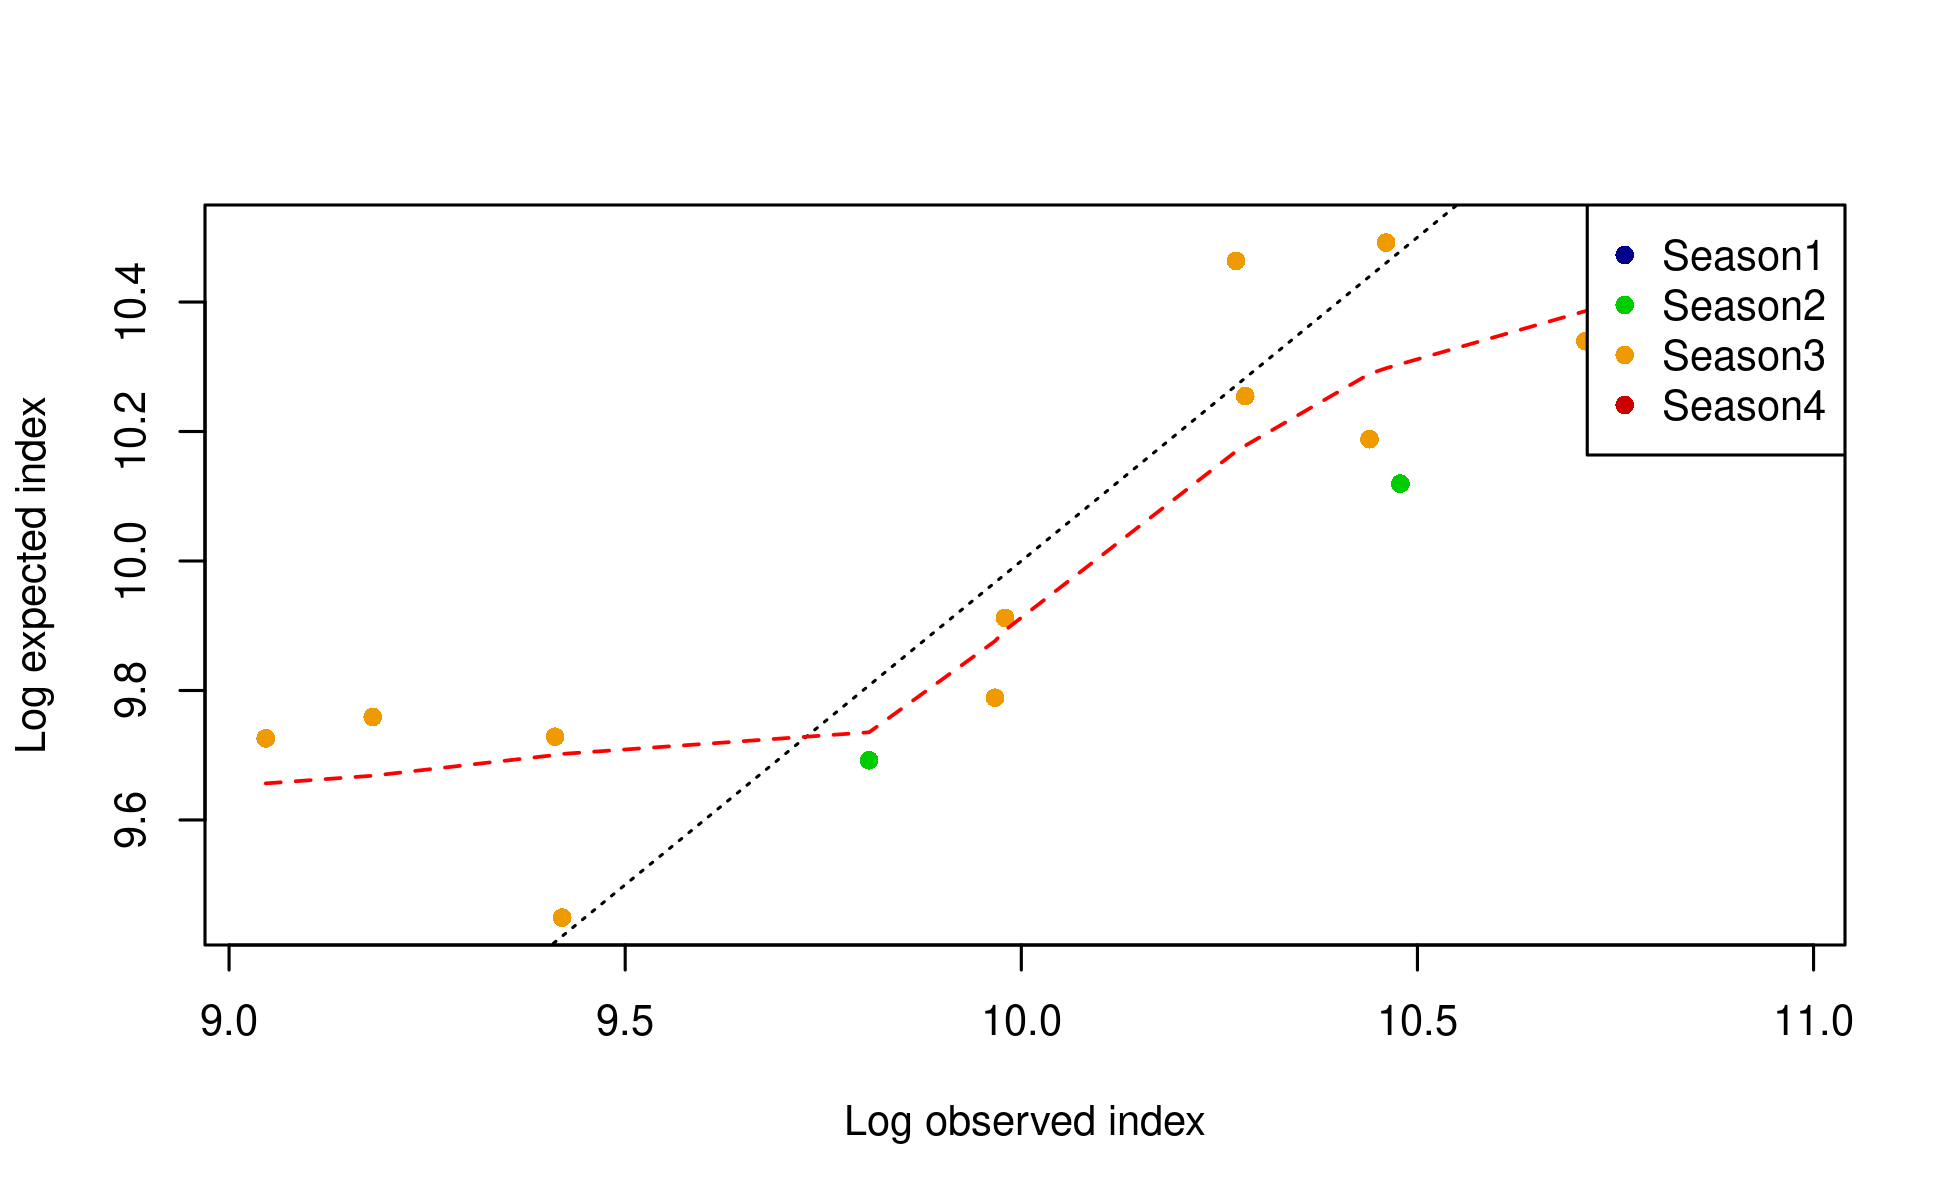 Season1
Season2
Season3
Season4
Log expected index
10.4
10.2
10.0
9.8
9.6
9.0 9.5 10.0 10.5 11.0
Log observed index